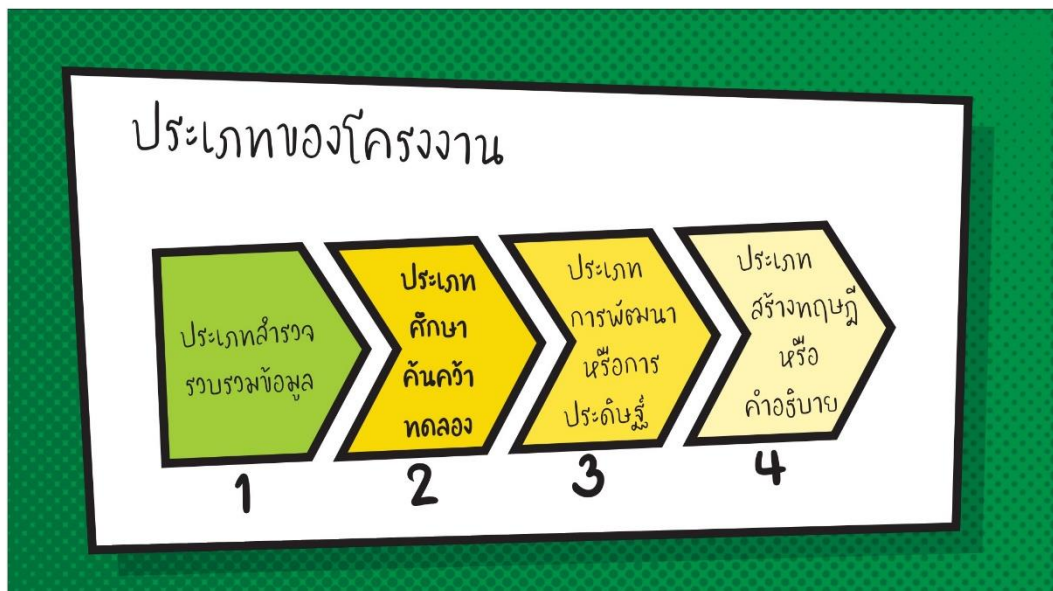 ประเภทของโครงงาน
ประเภทสำรวจ
รวบรวมข้อมูล
1
ประเภท
ศึกษา
ค้นคว้า
ทดลอง
2
ประเภท
การพัฒนา
หรือการ
ประดิษฐ์
3
ประเภท
สร้างทฤษฎี
หรือ
คำอธิบาย
4